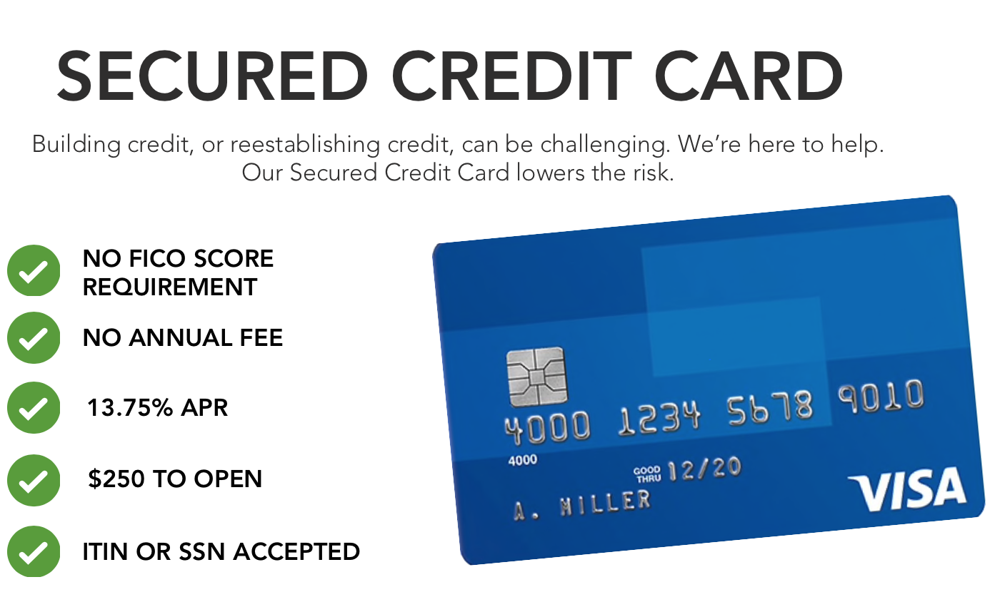 SECURED CREDIT CARD
Building credit, or reestablishing credit, can be challenging. We’re here to help.
Our Secured Credit Card lowers the risk.
NO FICO SCORE
REQUIREMENT
NO ANNUAL FEE
13.75% APR
$250 TO OPEN
ITIN OR SSN ACCEPTED
4000 1234 5678 9010
4000
GOOD
THRU 12/20
A. MILLER
VISA